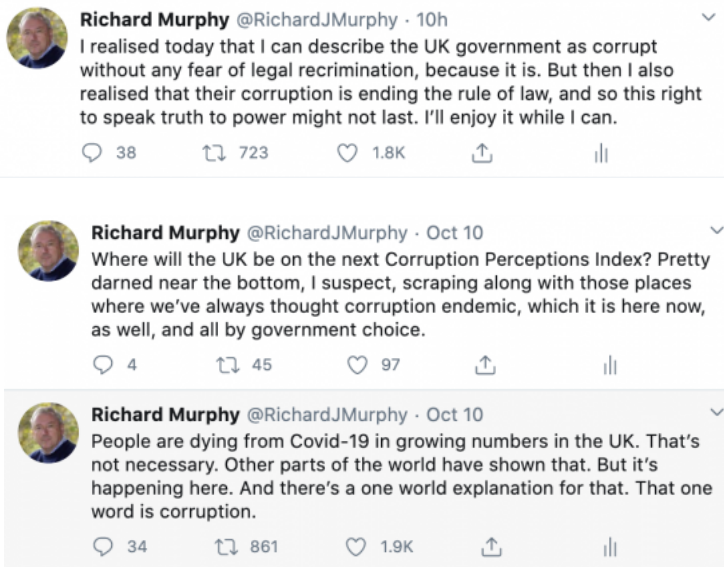 Richard Murphy @RichardJMurphy · 10h
I realised today that I can describe the UK government as corrupt
without any fear of legal recrimination, because it is. But then I also
realised that their corruption is ending the rule of law, and so this right
to speak truth to power might not last. I'll enjoy it while I can.
38 723 1.8K
Richard Murphy @RichardJMurphy · Oct 10
Where will the UK be on the next Corruption Perceptions Index? Pretty
darned near the bottom, I suspect, scraping along with those places
where we've always thought corruption endemic, which it is here now,
as well, and all by government choice.
4 45 97
Richard Murphy @RichardJMurphy · Oct 10
People are dying from Covid-19 in growing numbers in the UK. That's
not necessary. Other parts of the world have shown that. But it's
happening here. And there's a one world explanation for that. That one
word is corruption.
34 861 1.9K